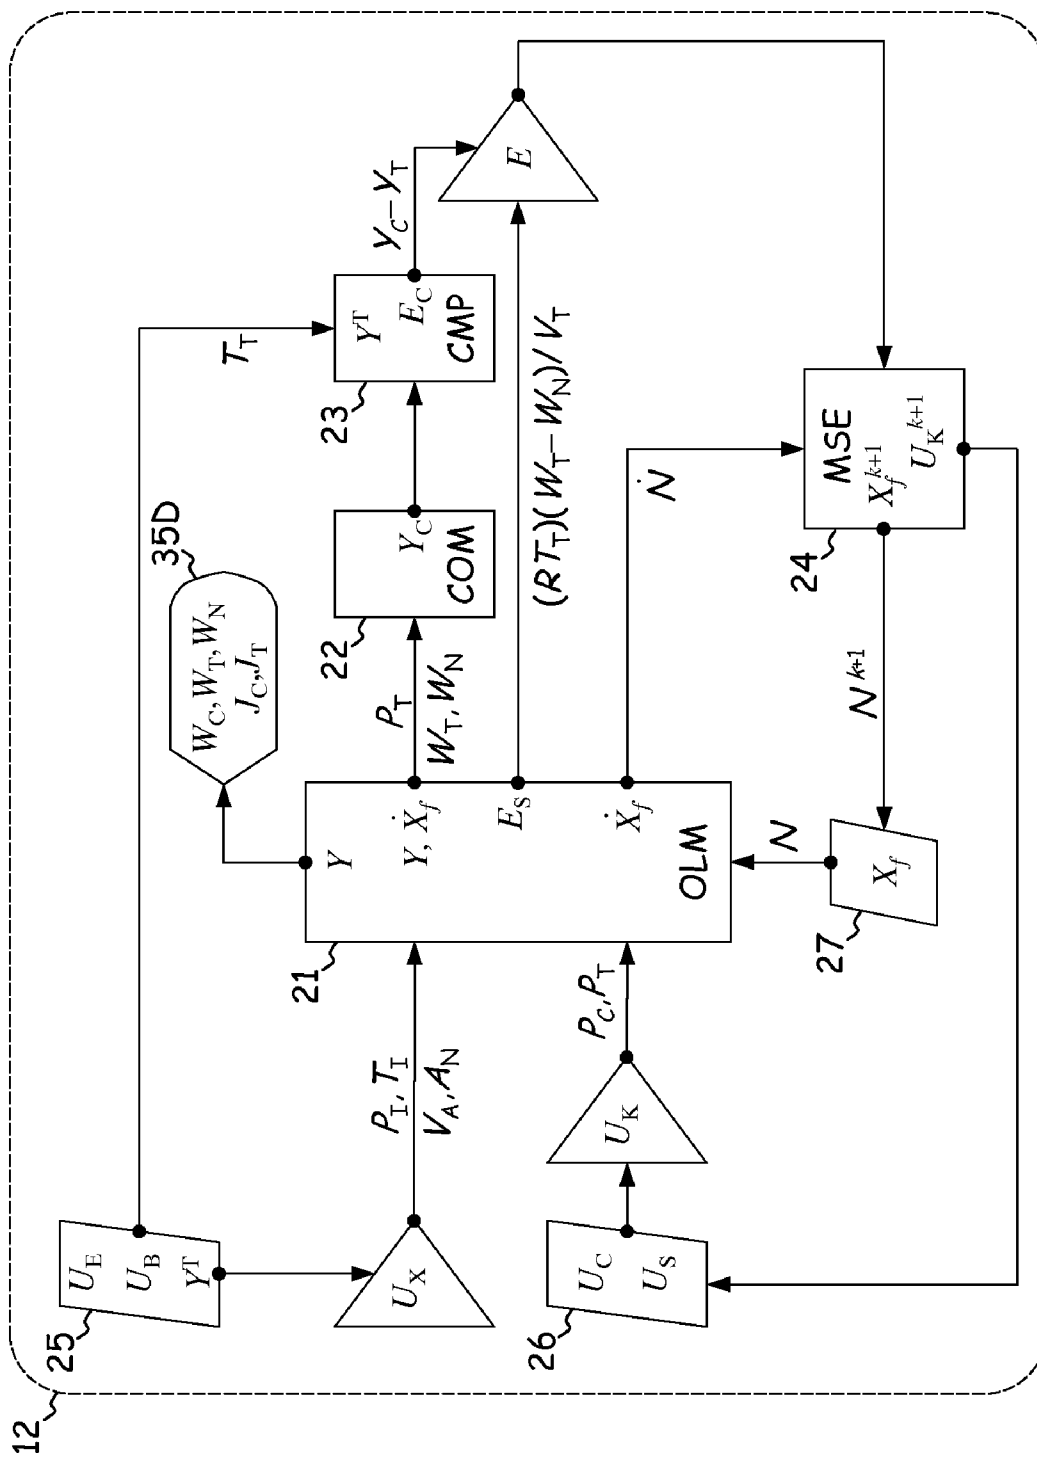 12
25
U_E
U_B
Y^T
U_X
P_I, T_I
V_A, A_N
26
U_C
U_S
U_K
P_C, P_T
21
Y
Y, Ẋ_f
E_S
Ẋ_f
OLM
35D
W_C, W_T, W_N
J_C, J_T
P_T
W_T, W_N
22
Y_C
COM
T_T
23
Y^T
E_C
CMP
Y_C – Y_T
E
(RT_T)(W_T – W_N)/V_T
Ṅ
24
MSE
X_f^{k+1}
U_K^{k+1}
N^{k+1}
27
X_f
N